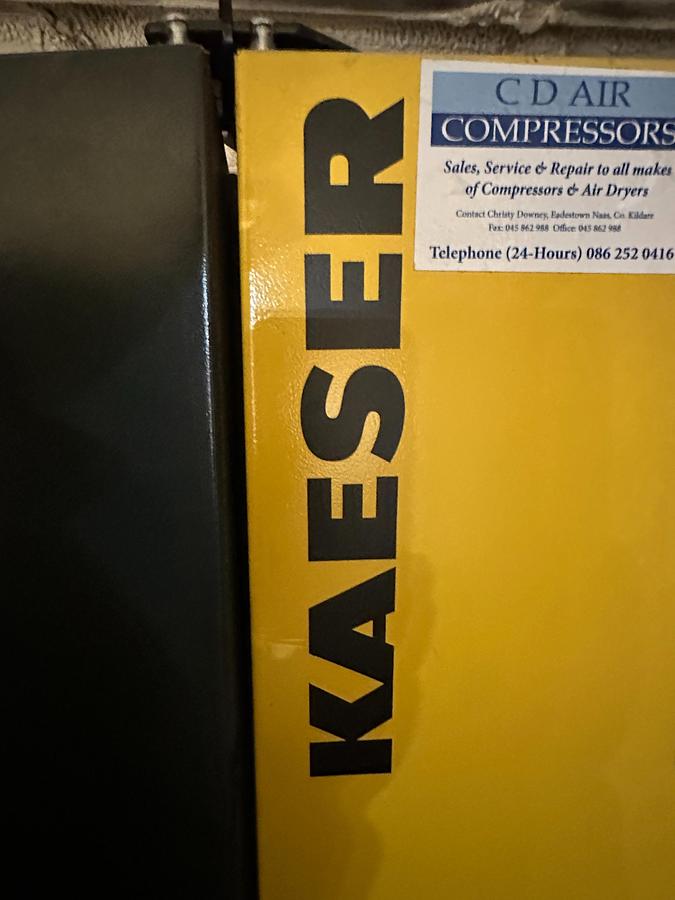 KAESER
C D AIR
COMPRESSORS
Sales, Service & Repair to all makes
of Compressors & Air Dryers
Contact Christy Downey, Eadestown Naas, Co. Kildare
Fax: 045 862 988 Office: 045 862 988
Telephone (24-Hours) 086 252 0416